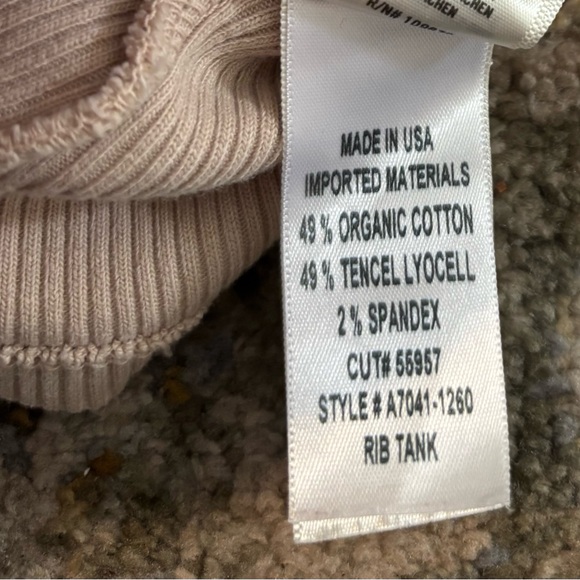 MADE IN USA
IMPORTED MATERIALS
49 % ORGANIC COTTON
49 % TENCEL LYOCELL
2 % SPANDEX
CUT# 55957
STYLE # A7041-1260
RIB TANK